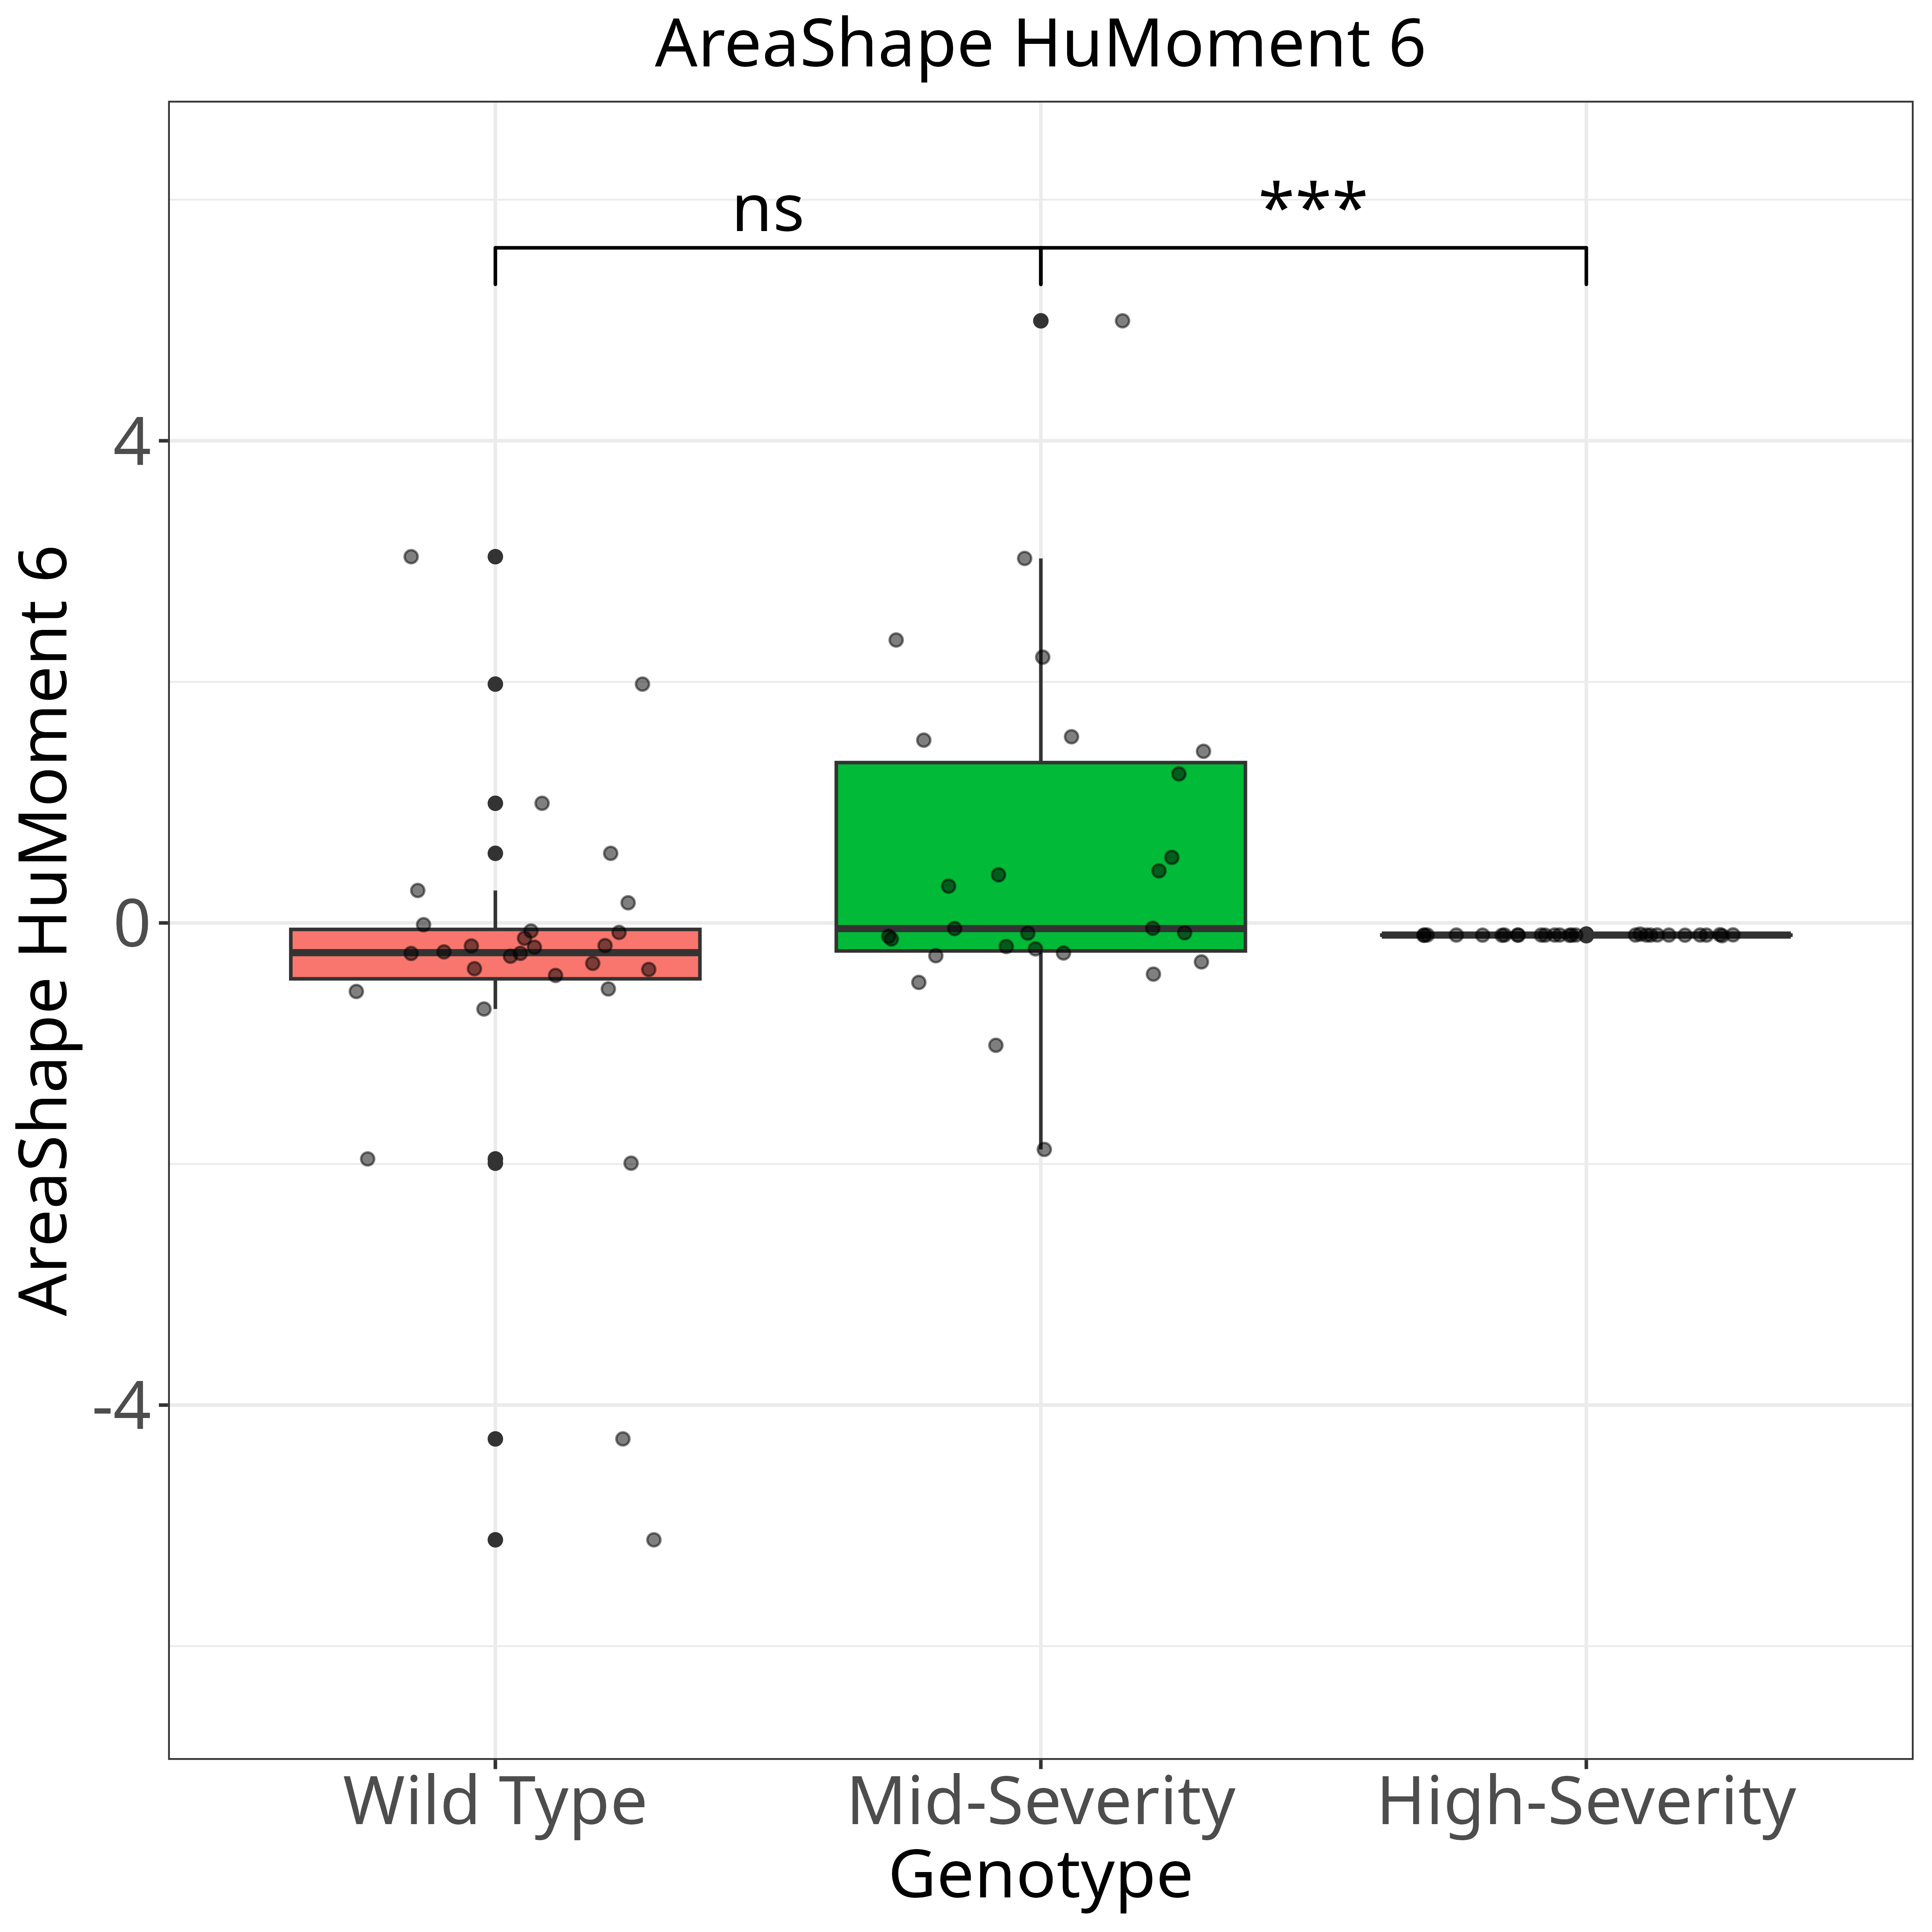 AreaShape HuMoment 6
ns
***
AreaShape HuMoment 6
4
0
-4
Wild Type
Mid-Severity
High-Severity
Genotype